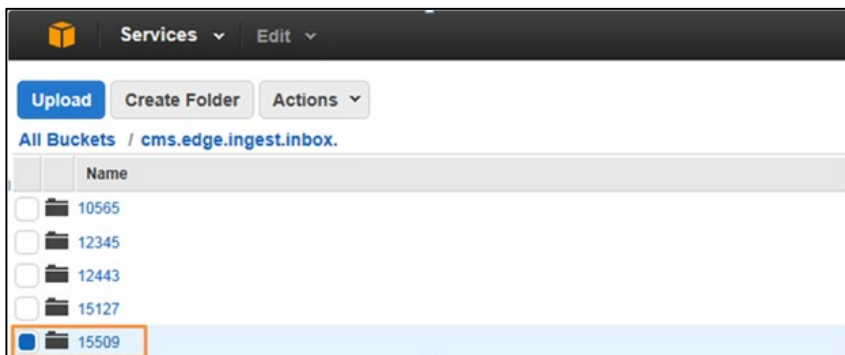 Services Edit
Upload Create Folder Actions
All Buckets / cms.edge.ingest.inbox.
Name
10565
12345
12443
15127
15509